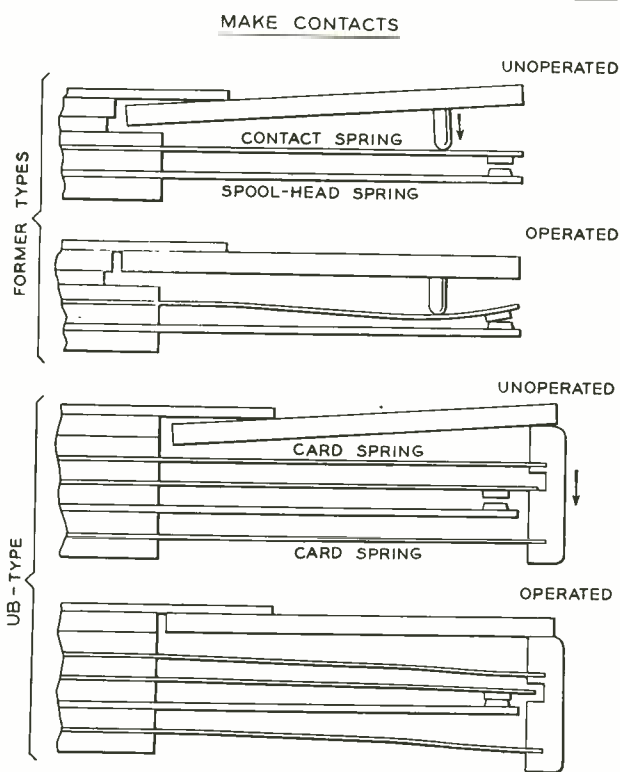 MAKE CONTACTS
UNOPERATED
CONTACT SPRING
SPOOL-HEAD SPRING
FORMER TYPES
OPERATED
UNOPERATED
CARD SPRING
CARD SPRING
UB-TYPE
OPERATED